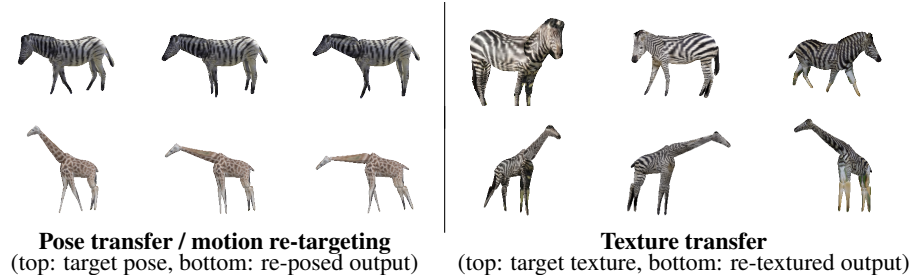 Pose transfer / motion re-targeting
(top: target pose, bottom: re-posed output)
Texture transfer
(top: target texture, bottom: re-textured output)